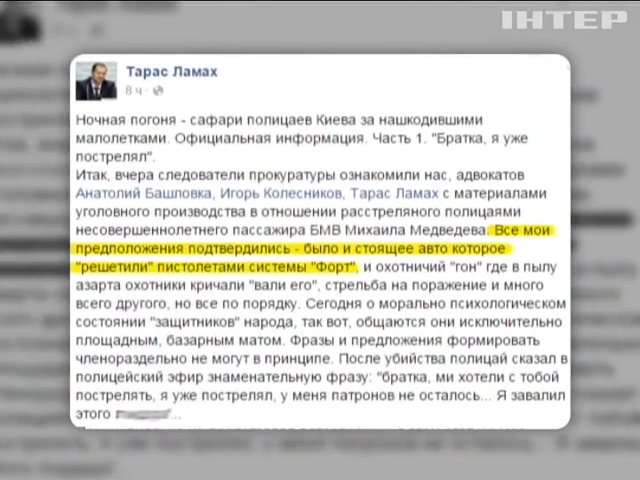 ІНТЕР
Тарас Ламах
8 ч ·
Ночная погоня - сафари полицаев Киева за нашкодившими
малолетками. Официальная информация. Часть 1. "Братка, я уже
пострелял".
Итак, вчера следователи прокуратуры ознакомили нас, адвокатов
Анатолий Башловка, Игорь Колесников, Тарас Ламах с материалами
уголовного производства в отношении расстреляного полицаями
несовершеннолетнего пассажира БМВ Михаила Медведева. Все мои
предположения подтвердились - было и стоящее авто которое
"решетили" пистолетами системы "Форт", и охотничий "гон" где в пылу
азарта охотники кричали "вали его", стрельба на поражение и много
всего другого, но все по порядку. Сегодня о морально психологическом
состоянии "защитников" народа, так вот, общаются они исключительно
площадным, базарным матом. Фразы и предложения формировать
членораздельно не могут в принципе. После убийства полицай сказал в
полицейский эфир знаменательную фразу: "братка, ми хотели с тобой
пострелять, я уже пострелял, у меня патронов не осталось... Я завалил
этого ...